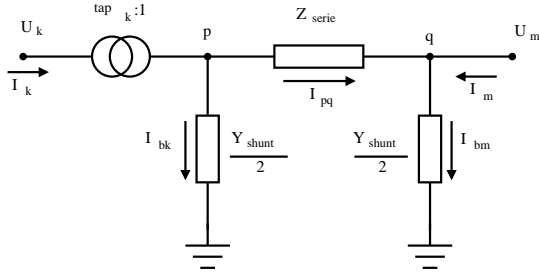 tap k :1
U k
p
Z serie
q
U m
I k
I pq
I m
I bk
Y shunt
2
Y shunt
2
I bm